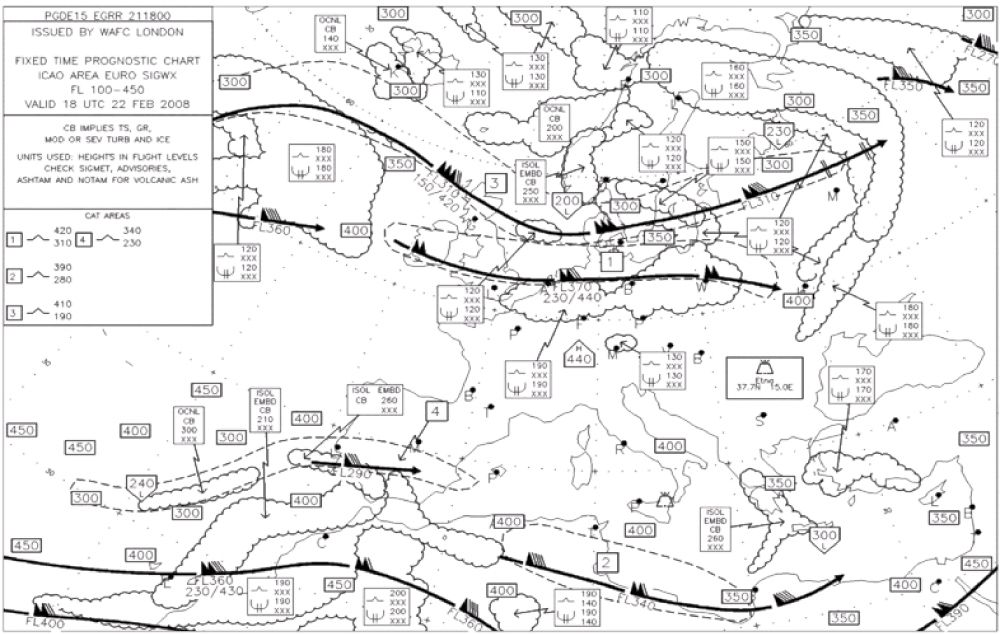 PGDE15 EGRR 211800
ISSUED BY WAFC LONDON
FIXED TIME PROGNOSTIC CHART
ICAO AREA EURO SIGWX
FL 100-450
VALID 18 UTC 22 FEB 2008
CB IMPLIES TS, GR,
MOD OR SEV TURB AND ICE
UNITS USED: HEIGHTS IN FLIGHT LEVELS
CHECK SIGMET, ADVISORIES,
ASHTAM AND NOTAM FOR VOLCANIC ASH
CAT AREAS
1 420 310
4 340 230
2 390 280
3 410 190
OCNL
CB
140
XXX
300
110
XXX
110
XXX
350
300
FL270
130
XXX
130
XXX
300
K
300
130
XXX
110
XXX
300
160
XXX
160
XXX
FL350
350
OCNL
CB
200
XXX
300
350
230
L
120
XXX
120
XXX
120
XXX
120
XXX
180
XXX
180
XXX
350
FL310
150/420
3
ISOL
EMBD
CB
250
XXX
150
XXX
150
XXX
300
200
L
300
FL310
M
FL360
400
350
1
120
XXX
120
XXX
120
XXX
120
XXX
120
XXX
120
XXX
A
FL370
230/440
B
W
400
180
XXX
180
XXX
P
F
P
H
440
M
V
B
190
XXX
190
XXX
130
XXX
130
XXX
Etna
37.7N 15.0E
170
XXX
170
XXX
450
ISOL
EMBD
CB
210
XXX
ISOL EMBD
CB 260
XXX
B
T
S
A
OCNL
CB
300
XXX
400
4
450
400
300
450
FL290
P
R
400
350
240
L
300
300
400
350
L
350
B
ISOL
EMBD
CB
260
XXX
400
T
400
300
L
450
400
C
2
450
FL360
230/430
450
400
FL340
350
400
C
FL400
190
XXX
190
XXX
200
XXX
200
XXX
FL360
190
140
190
140
350
FL390